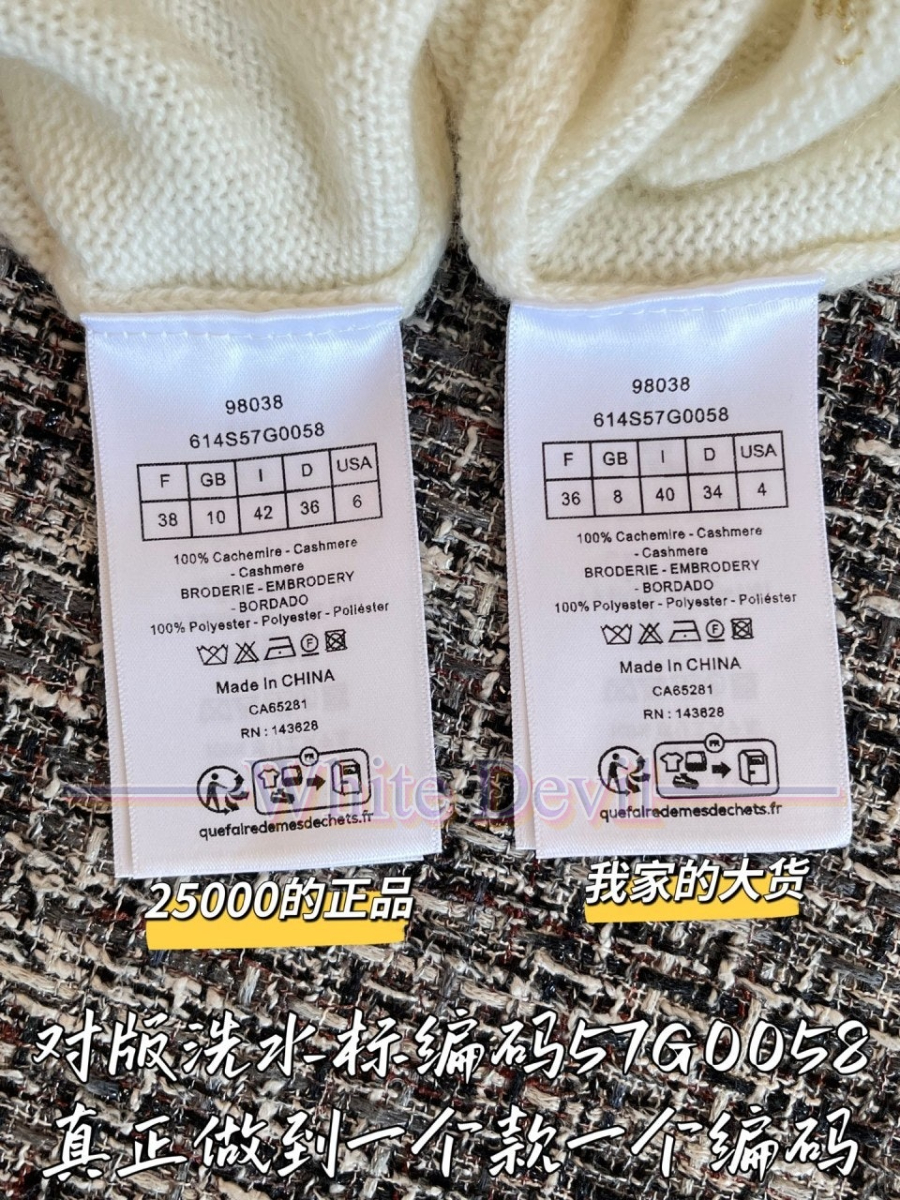 98038
614S57G0058
F GB I D USA
38 10 42 36 6
100% Cachemire - Cashmere
- Cashmere
BRODERIE - EMBRODERY
- BORDADO
100% Polyester - Polyester - Poliéster
F
Made In CHINA
CA65281
RN : 143628
FR
quefairedemesdechets.fr
98038
614S57G0058
F GB I D USA
36 8 40 34 4
100% Cachemire - Cashmere
- Cashmere
BRODERIE - EMBRODERY
- BORDADO
100% Polyester - Polyester - Poliéster
F
Made In CHINA
CA65281
RN : 143628
FR
quefairedemesdechets.fr
White Devil
25000的正品
我家的大货
对版洗水标编码57G0058
真正做到一个款一个编码